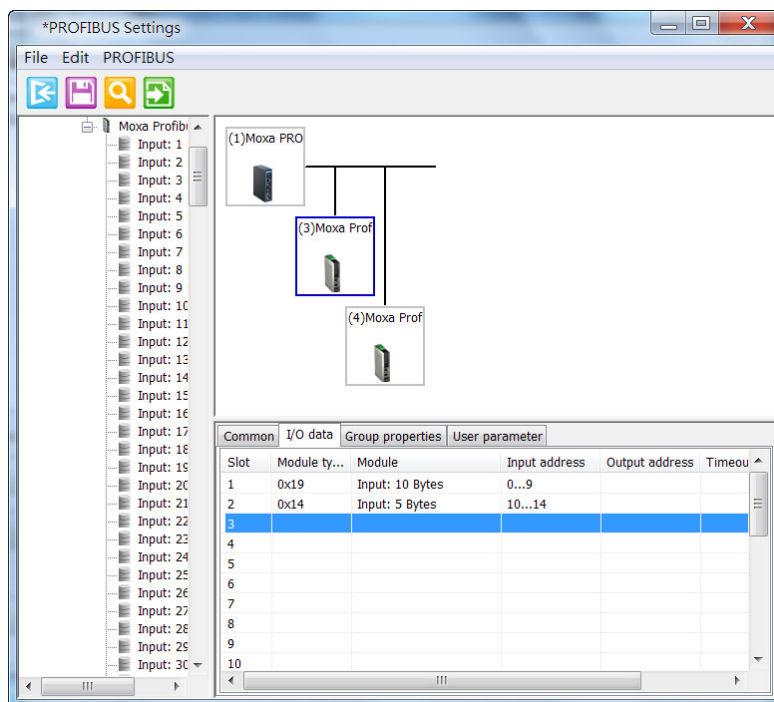 *PROFIBUS Settings
File Edit PROFIBUS
Moxa Profib
Input: 1
Input: 2
Input: 3
Input: 4
Input: 5
Input: 6
Input: 7
Input: 8
Input: 9
Input: 10
Input: 11
Input: 12
Input: 13
Input: 14
Input: 15
Input: 16
Input: 17
Input: 18
Input: 19
Input: 20
Input: 21
Input: 22
Input: 23
Input: 24
Input: 25
Input: 26
Input: 27
Input: 28
Input: 29
Input: 30
(1)Moxa PRO
(3)Moxa Prof
(4)Moxa Prof
Common I/O data Group properties User parameter
Slot Module ty... Module Input address Output address Timeou
1 0x19 Input: 10 Bytes 0...9
2 0x14 Input: 5 Bytes 10...14
3
4
5
6
7
8
9
10